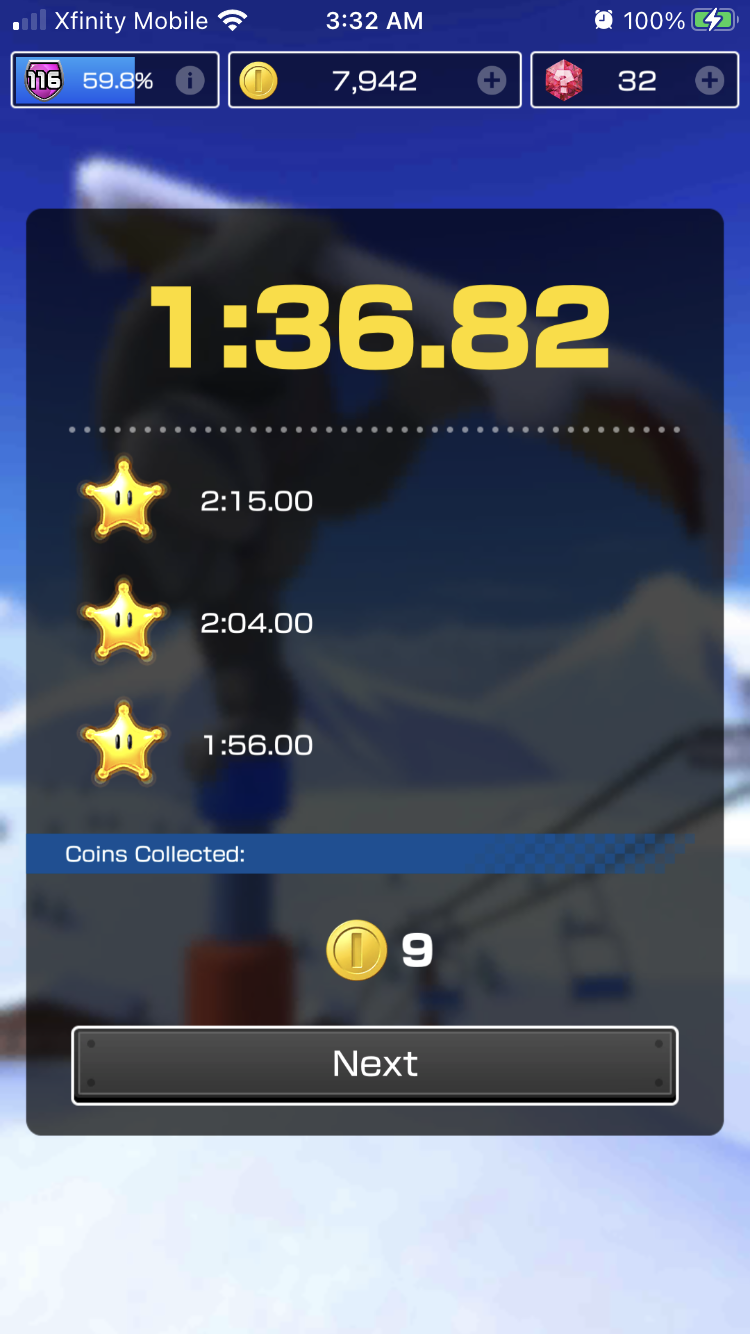 Xfinity Mobile 3:32 AM 100%
116 59.8% i 7,942 + 32 +
1:36.82
2:15.00
2:04.00
1:56.00
Coins Collected:
9
Next